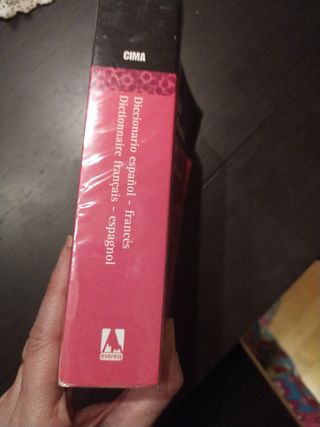 CIMA
Diccionario español - francés
Dictionnaire français - espagnol
everest